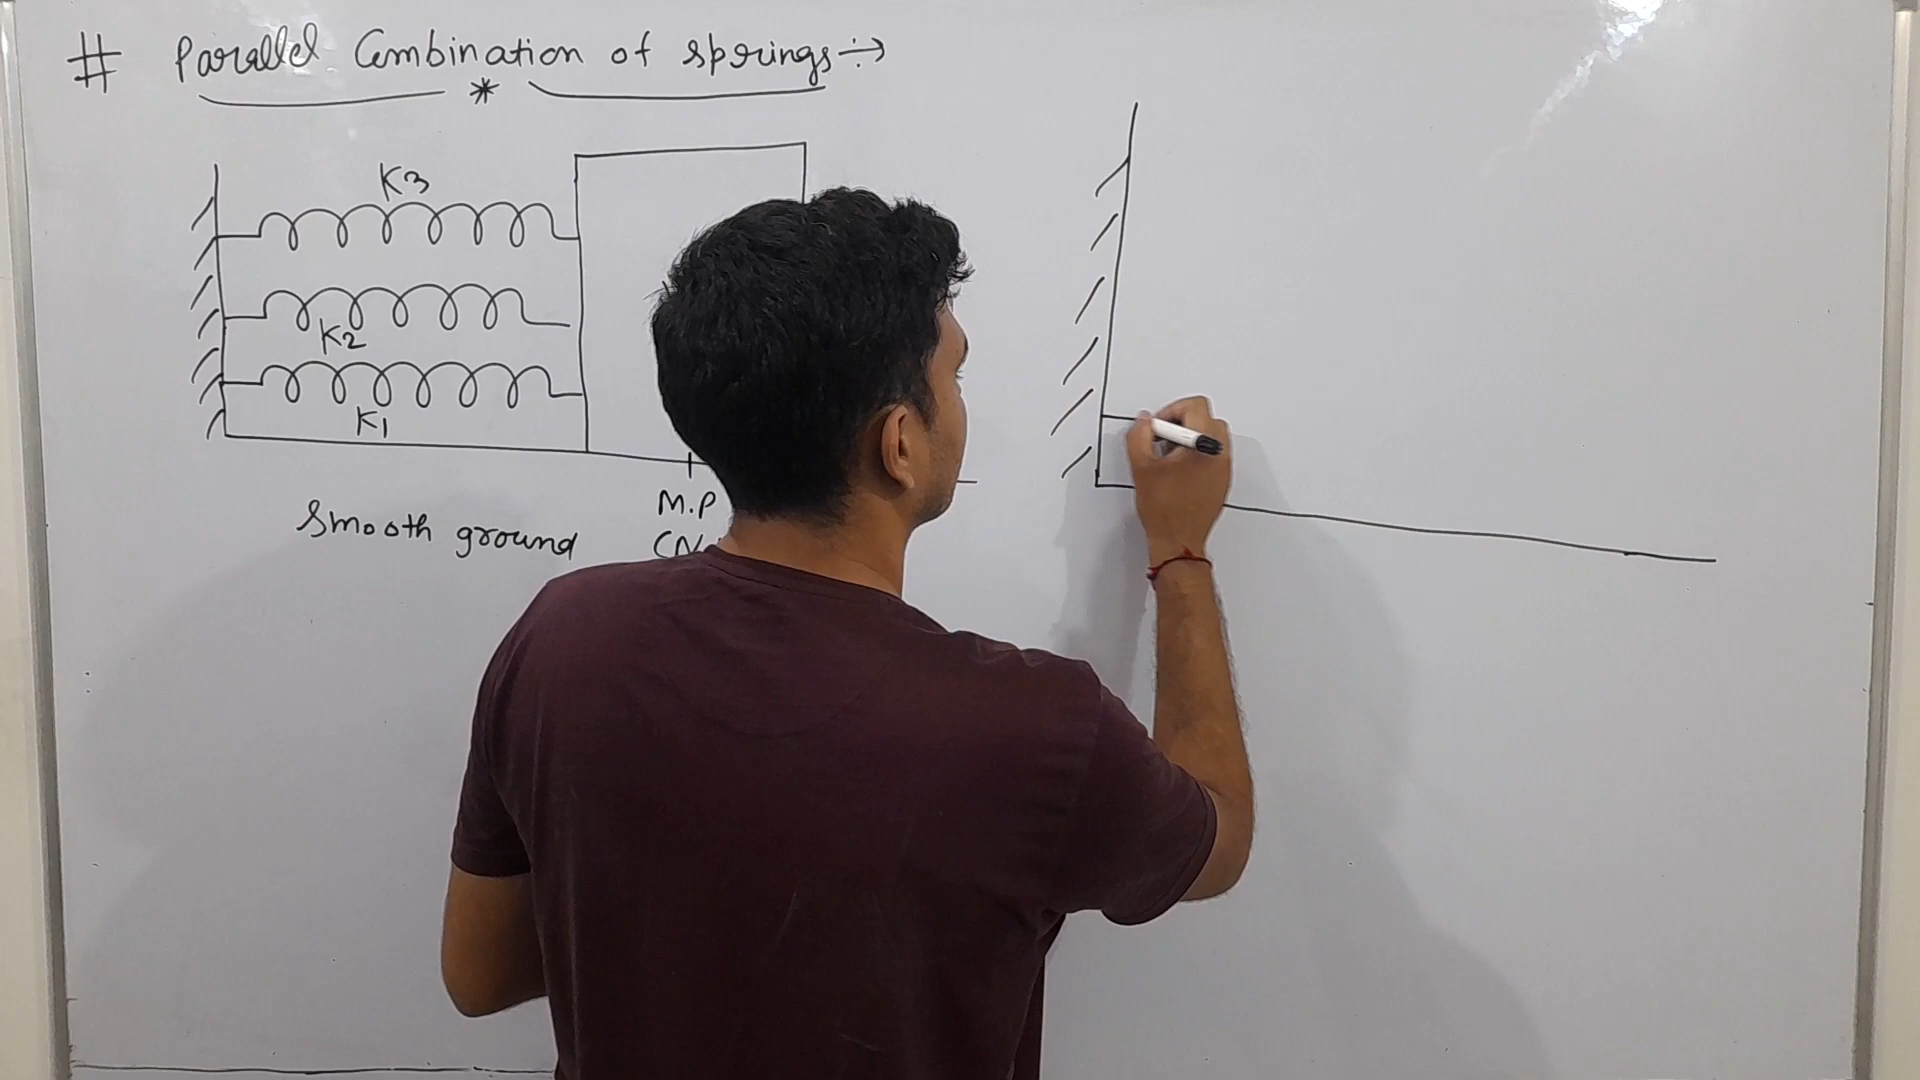 # Parallel Combination of springs ÷→
*
K3
K2
K1
M.P
Smooth ground